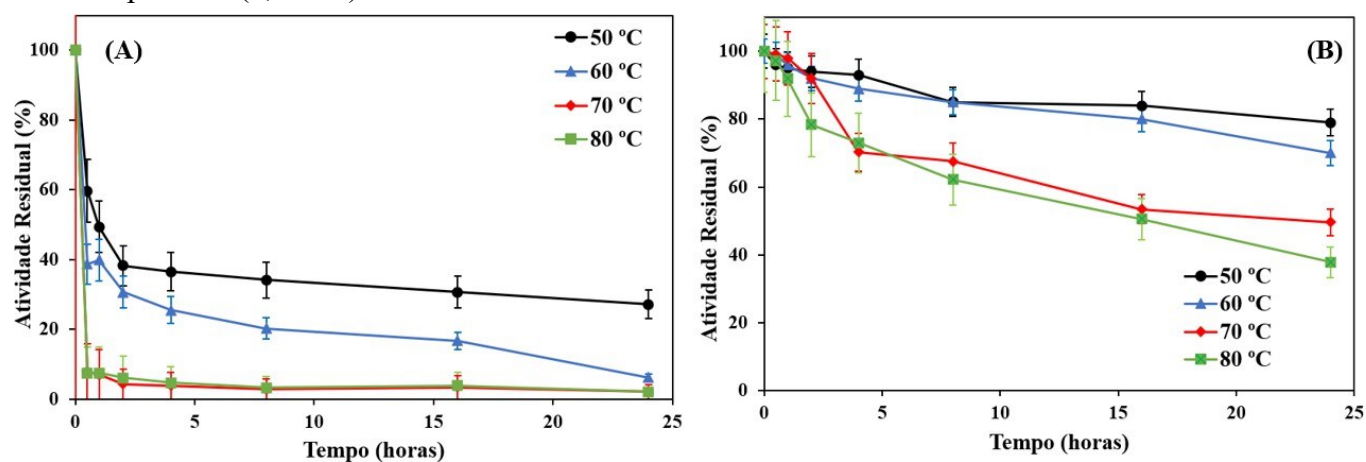 (A)
50 ºC
60 ºC
70 ºC
80 ºC
100
80
60
40
20
0
0 5 10 15 20 25
Atividade Residual (%)
Tempo (horas)
(B)
100
80
60
40
20
0
0 5 10 15 20 25
Atividade Residual (%)
Tempo (horas)
50 ºC
60 ºC
70 ºC
80 ºC